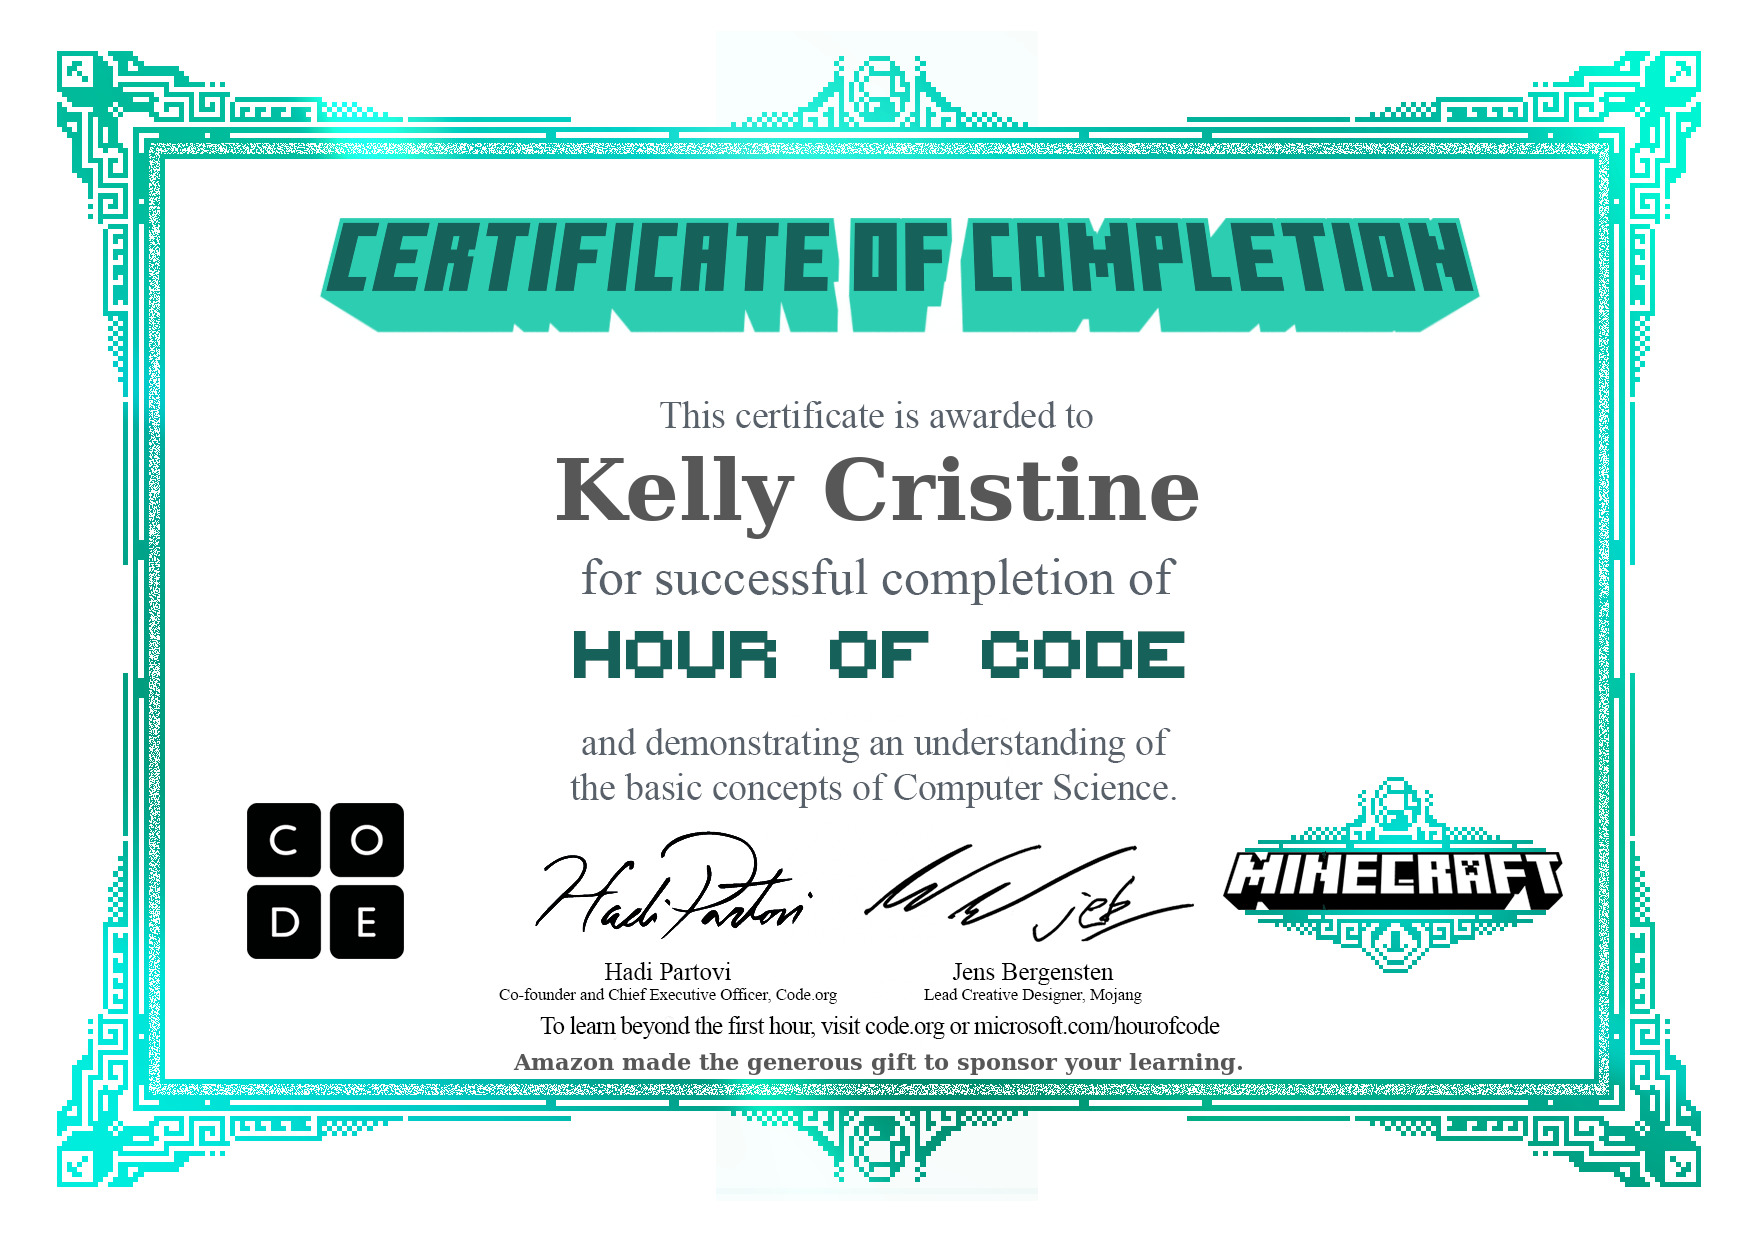 CERTIFICATE OF COMPLETION
This certificate is awarded to
Kelly Cristine
for successful completion of
HOUR OF CODE
and demonstrating an understanding of
the basic concepts of Computer Science.
C O
D E
Hadi Partovi
jeb
MINECRAFT
Hadi Partovi
Co-founder and Chief Executive Officer, Code.org
Jens Bergensten
Lead Creative Designer, Mojang
To learn beyond the first hour, visit code.org or microsoft.com/hourofcode
Amazon made the generous gift to sponsor your learning.